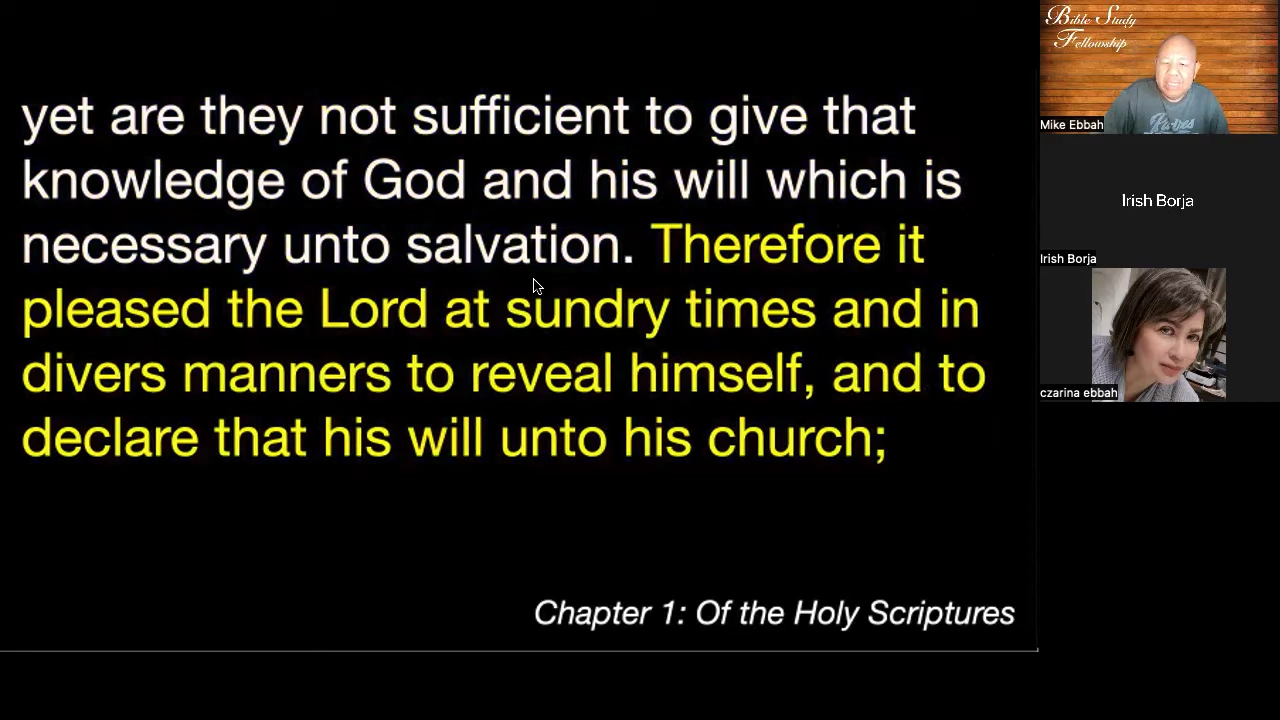 yet are they not sufficient to give that
knowledge of God and his will which is
necessary unto salvation. Therefore it
pleased the Lord at sundry times and in
divers manners to reveal himself, and to
declare that his will unto his church;
Chapter 1: Of the Holy Scriptures
Bible Study
Fellowship
Padres
Mike Ebbah
Irish Borja
Irish Borja
czarina ebbah